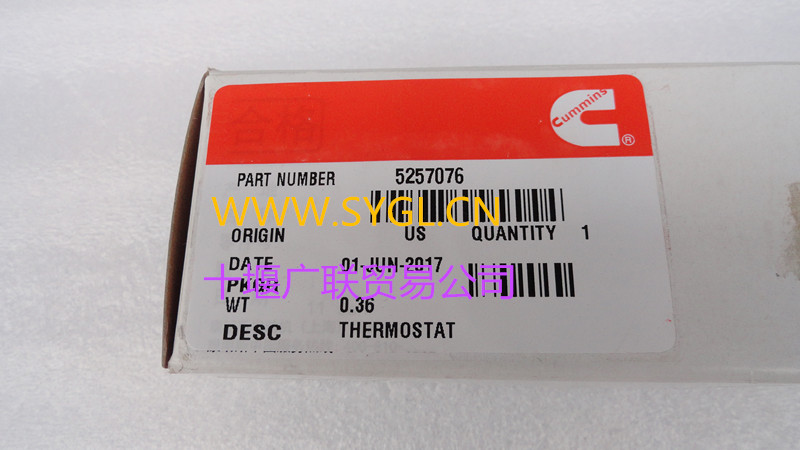 Cummins
®
PART NUMBER 5257076
WWW.SYGL.CN
ORIGIN US QUANTITY 1
DATE 01-JUN-2017
十堰广联贸易公司
WT 0.36
DESC THERMOSTAT